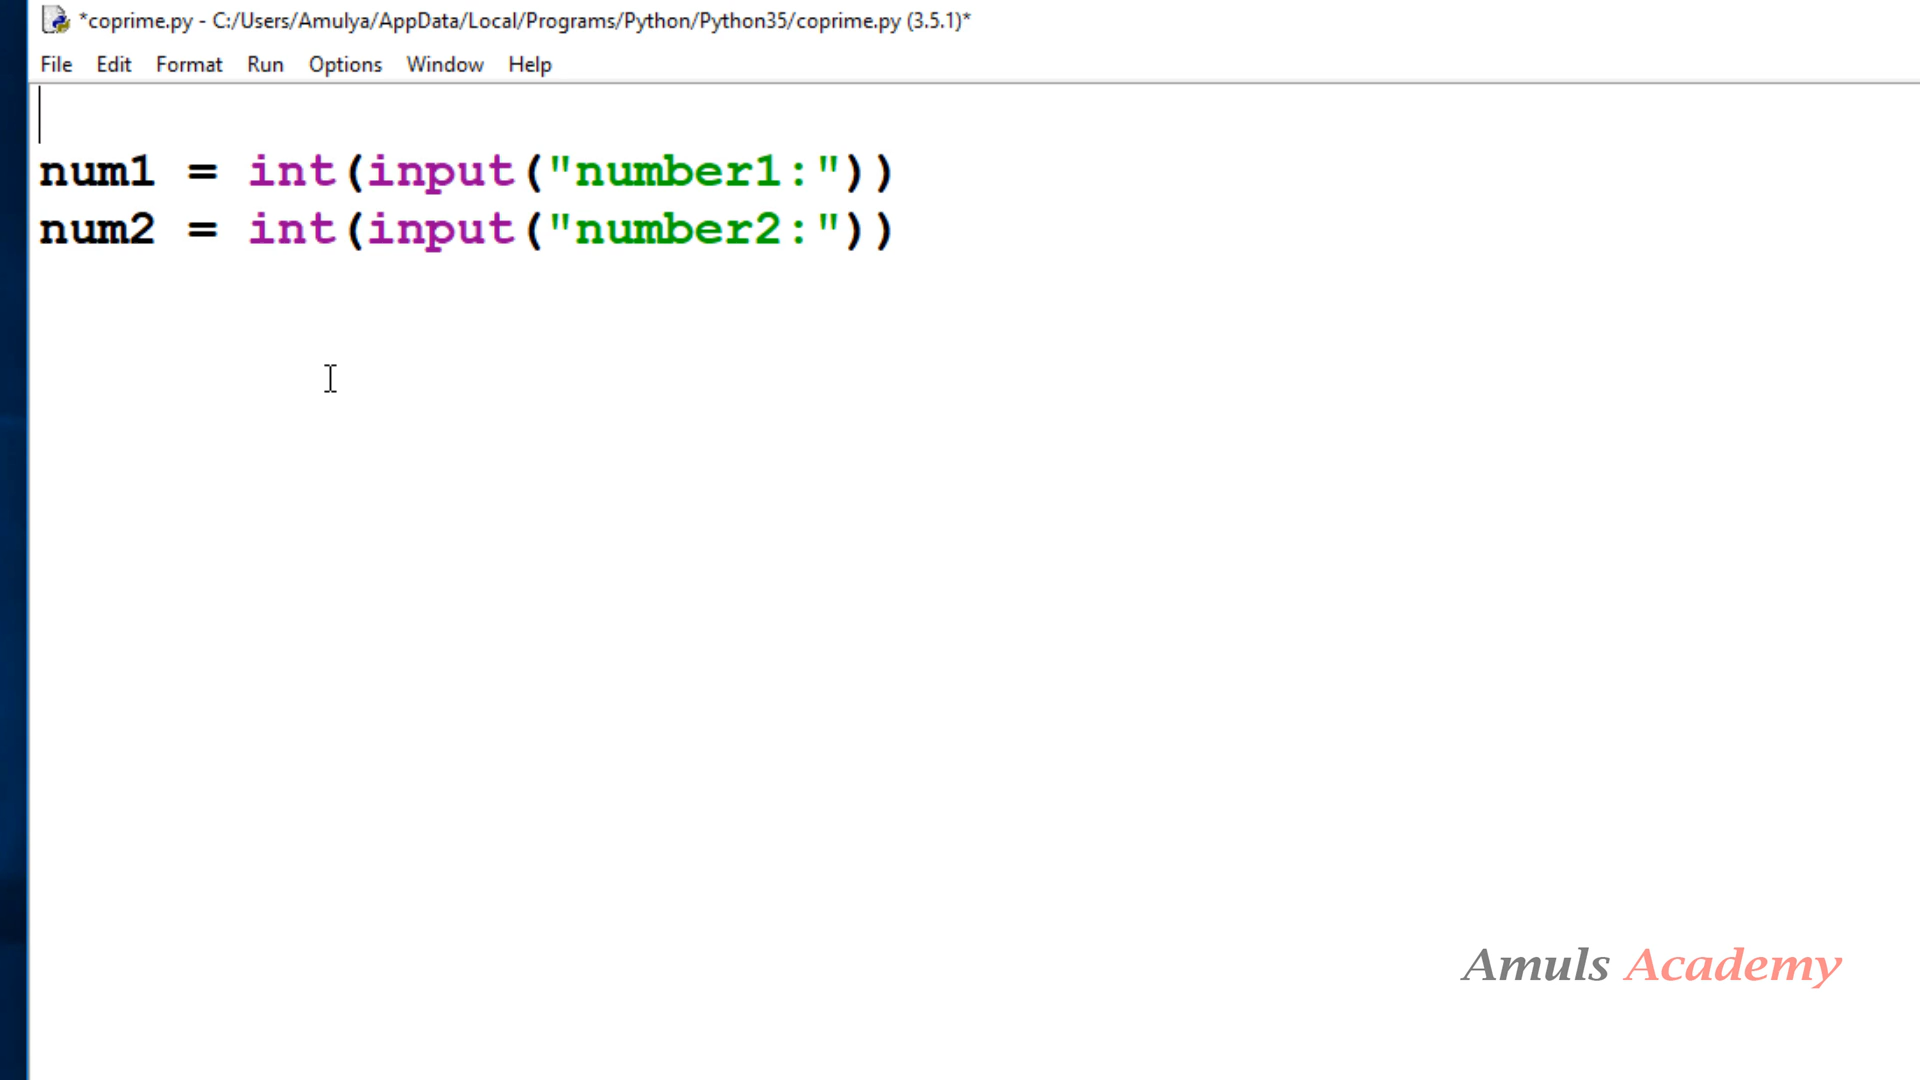 *coprime.py - C:/Users/Amulya/AppData/Local/Programs/Python/Python35/coprime.py (3.5.1)*
File Edit Format Run Options Window Help
num1 = int(input("number1:"))
num2 = int(input("number2:"))
Amuls Academy